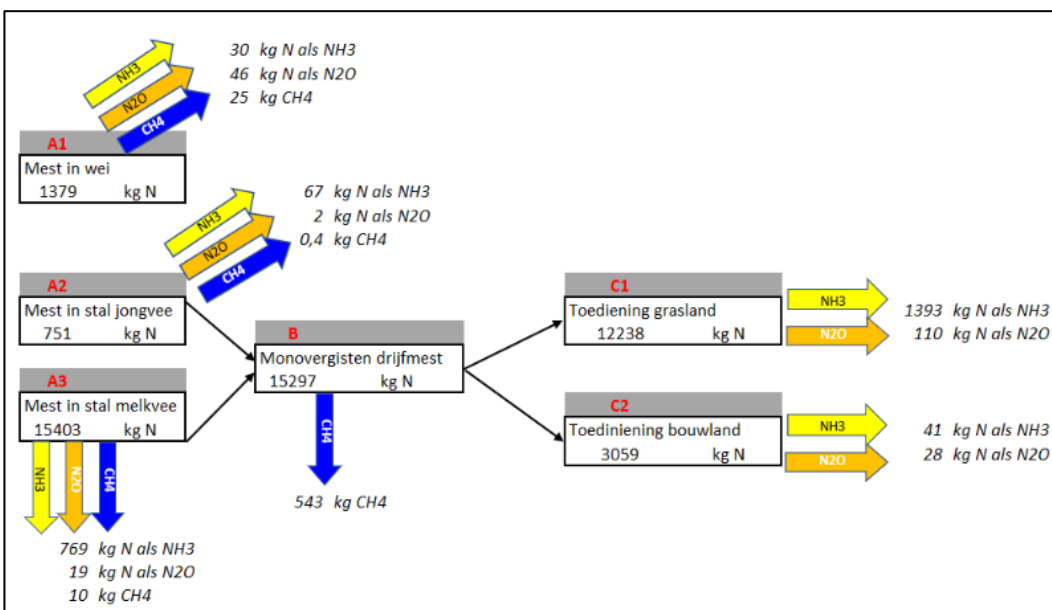 NH3
N2O
CH4
30 kg N als NH3
46 kg N als N2O
25 kg CH4
A1
Mest in wei
1379 kg N
NH3
N2O
CH4
67 kg N als NH3
2 kg N als N2O
0,4 kg CH4
A2
Mest in stal jongvee
751 kg N
A3
Mest in stal melkvee
15403 kg N
NH3
N2O
CH4
769 kg N als NH3
19 kg N als N2O
10 kg CH4
B
Monovergisten drijfmest
15297 kg N
CH4
543 kg CH4
C1
Toediening grasland
12238 kg N
NH3
N2O
1393 kg N als NH3
110 kg N als N2O
C2
Toediniening bouwland
3059 kg N
NH3
N2O
41 kg N als NH3
28 kg N als N2O